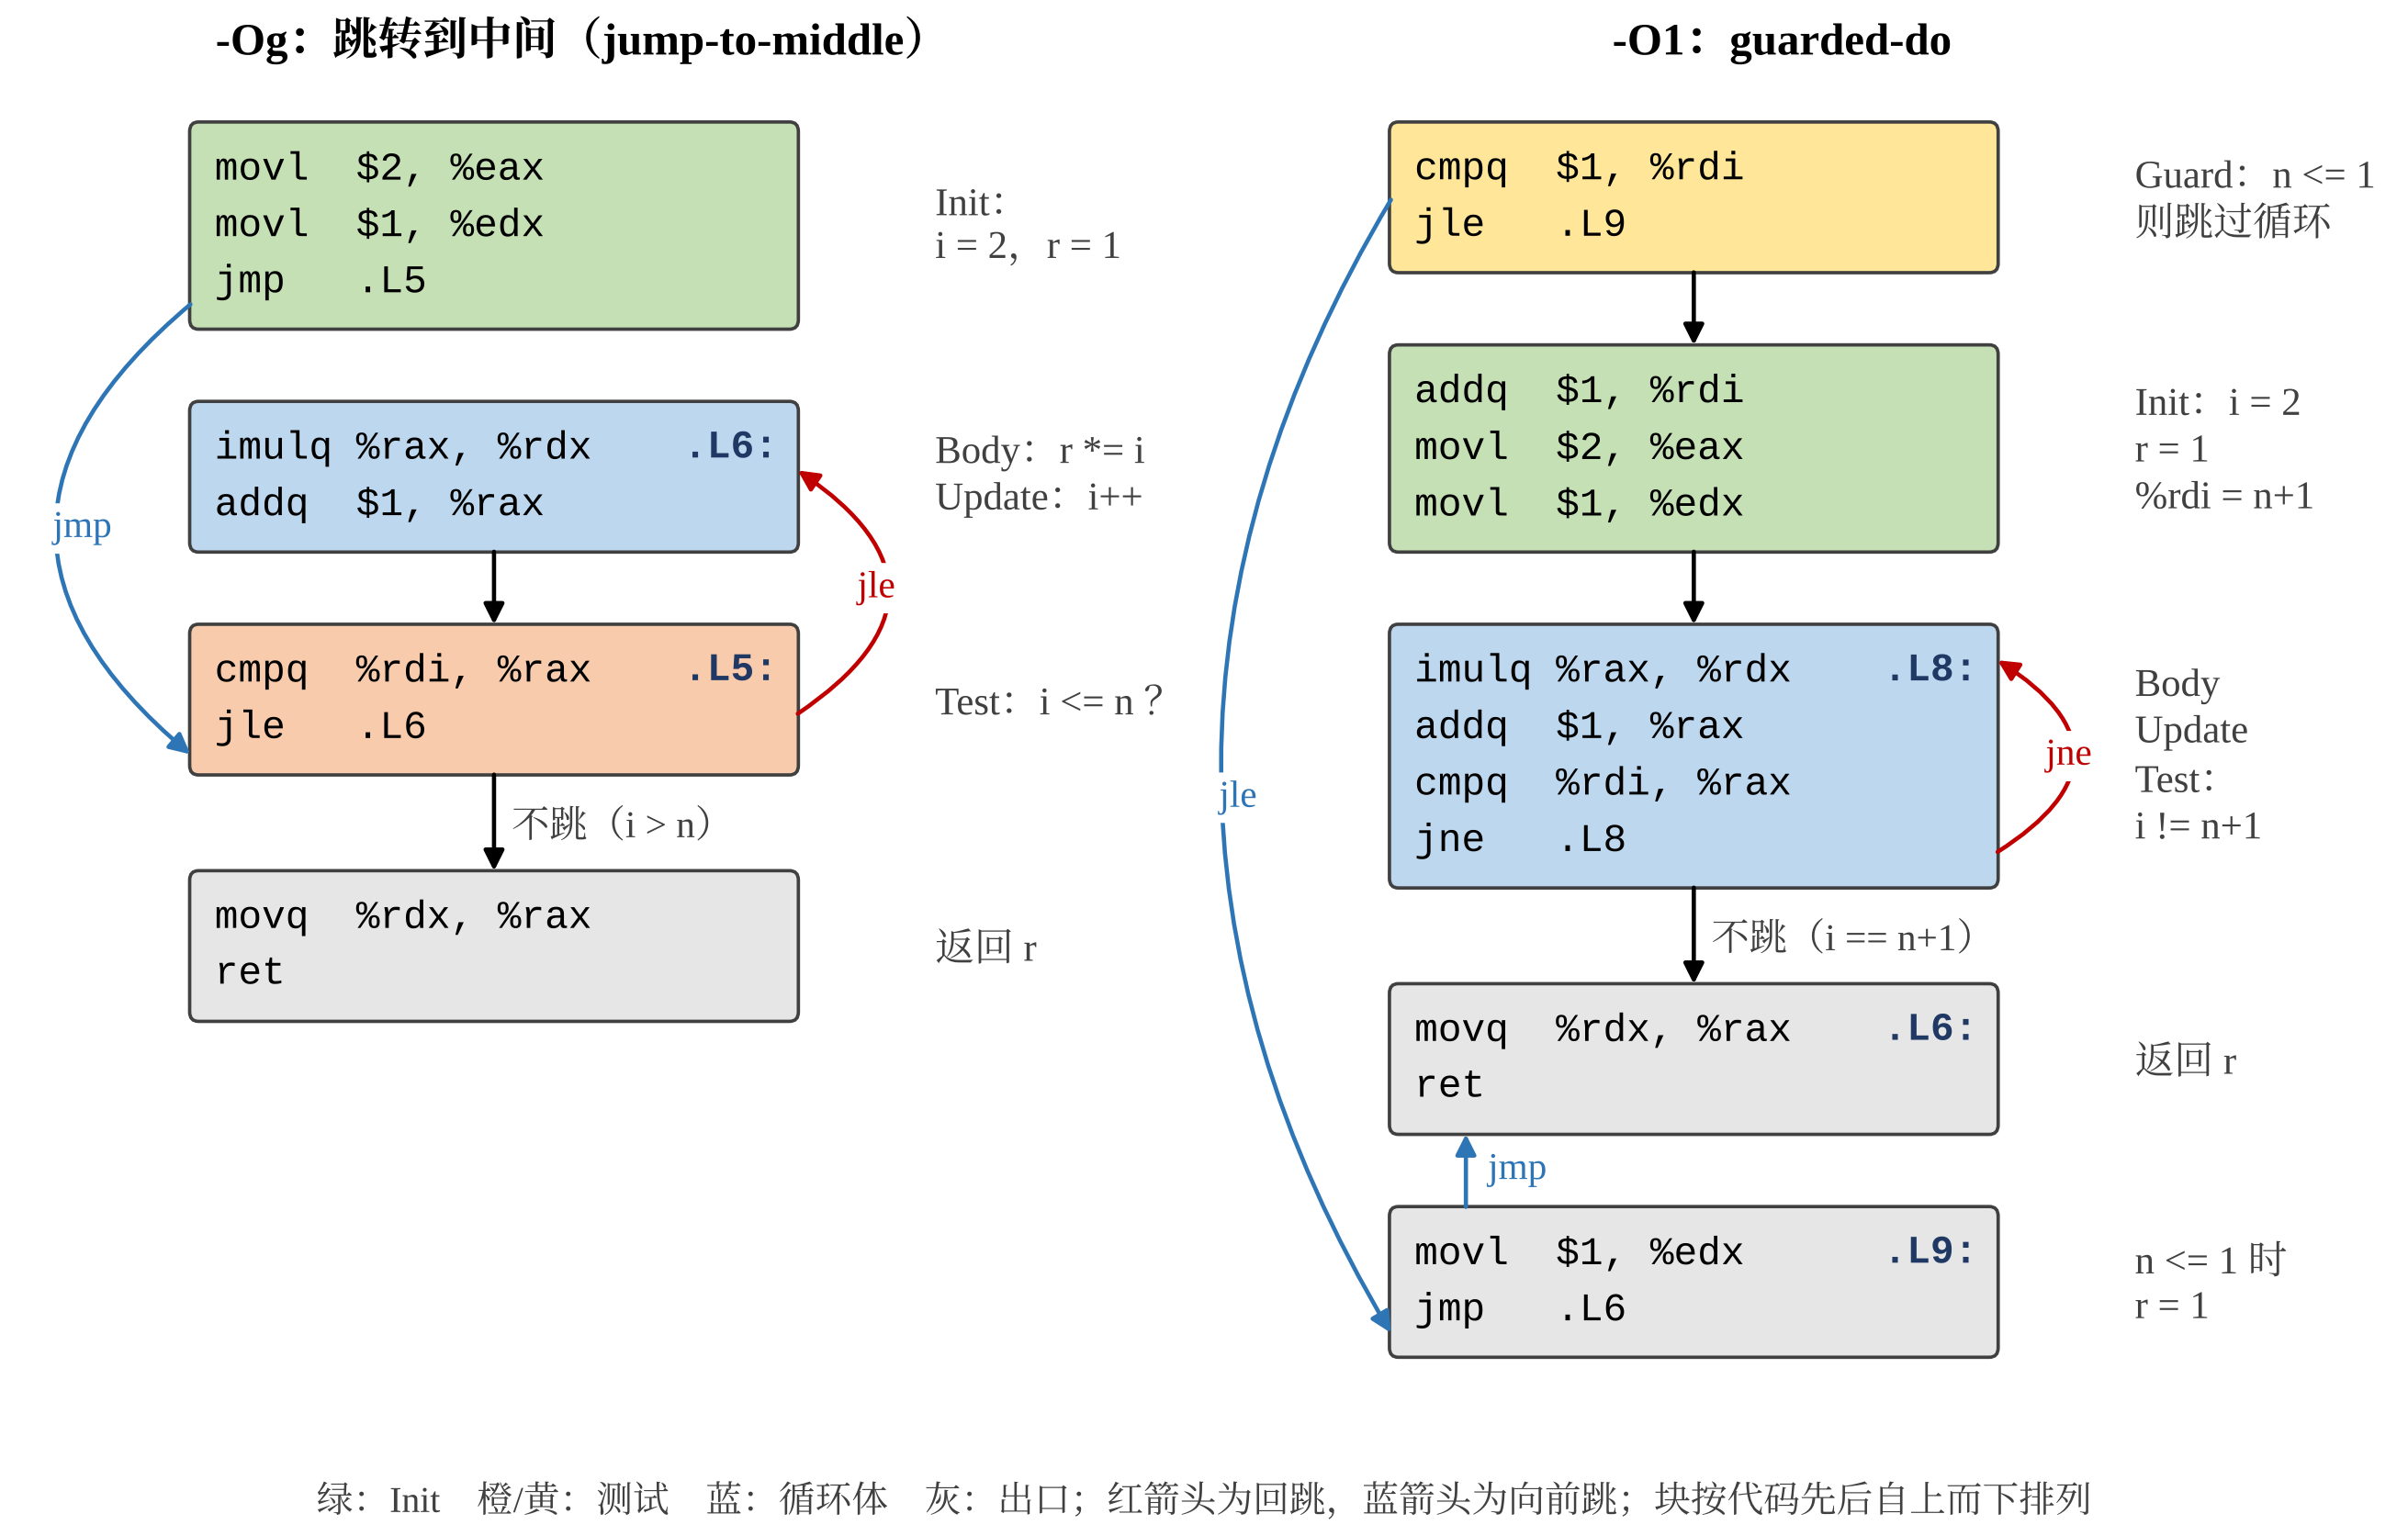 -Og：跳转到中间（jump-to-middle）
movl  $2, %eax
movl  $1, %edx
jmp   .L5
Init：
i = 2，r = 1
jmp
imulq %rax, %rdx    .L6:
addq  $1, %rax
Body：r *= i
Update：i++
jle
cmpq  %rdi, %rax    .L5:
jle   .L6
Test：i <= n？
不跳（i > n）
movq  %rdx, %rax
ret
返回 r
-O1：guarded-do
cmpq  $1, %rdi
jle   .L9
Guard：n <= 1
则跳过循环
addq  $1, %rdi
movl  $2, %eax
movl  $1, %edx
Init：i = 2
r = 1
%rdi = n+1
jle
imulq %rax, %rdx    .L8:
addq  $1, %rax
cmpq  %rdi, %rax
jne   .L8
jne
Body
Update
Test：
i != n+1
不跳（i == n+1）
movq  %rdx, %rax    .L6:
ret
返回 r
jmp
movl  $1, %edx      .L9:
jmp   .L6
n <= 1 时
r = 1
绿：Init　橙/黄：测试　蓝：循环体　灰：出口；红箭头为回跳，蓝箭头为向前跳；块按代码先后自上而下排列